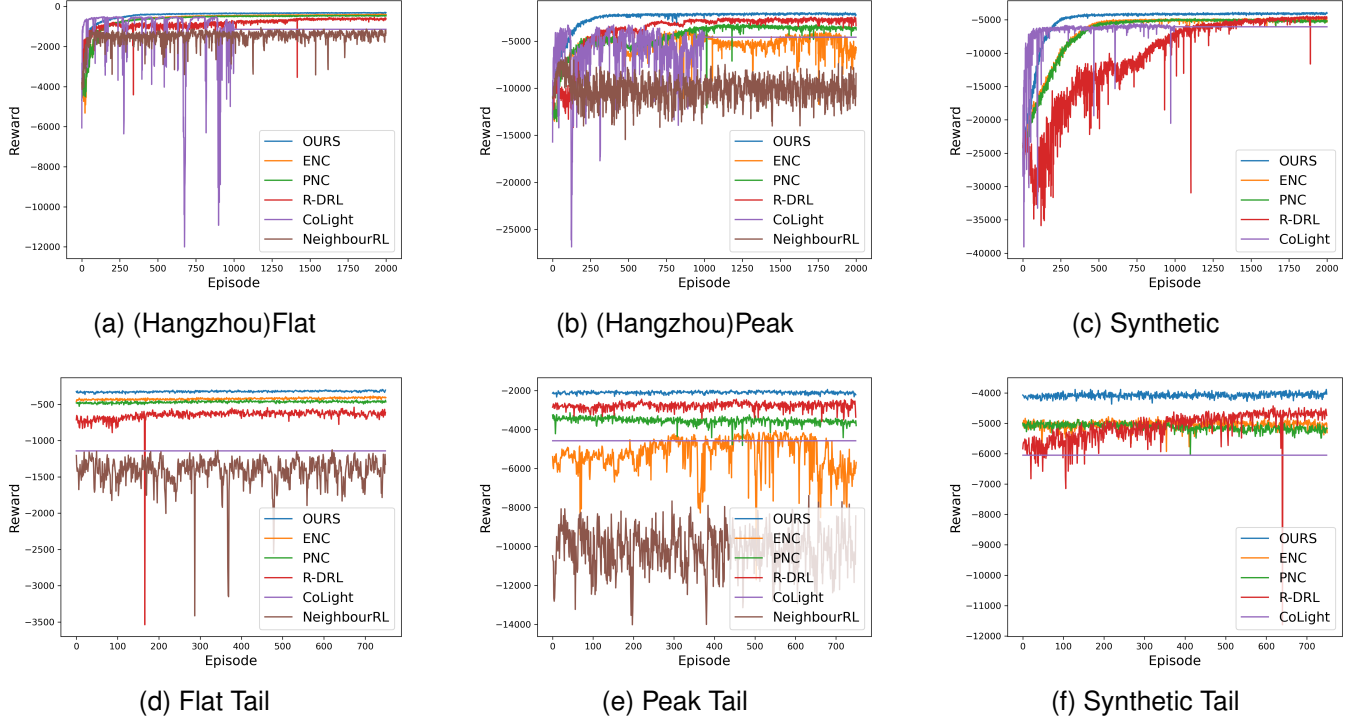 0
−2000
−4000
−6000
−8000
−10000
−12000
Reward
0 250 500 750 1000 1250 1500 1750 2000
Episode
OURS
ENC
PNC
R-DRL
CoLight
NeighbourRL
(a) (Hangzhou)Flat
−5000
−10000
−15000
−20000
−25000
Reward
0 250 500 750 1000 1250 1500 1750 2000
Episode
OURS
ENC
PNC
R-DRL
CoLight
NeighbourRL
(b) (Hangzhou)Peak
−5000
−10000
−15000
−20000
−25000
−30000
−35000
−40000
Reward
0 250 500 750 1000 1250 1500 1750 2000
Episode
OURS
ENC
PNC
R-DRL
CoLight
(c) Synthetic
−500
−1000
−1500
−2000
−2500
−3000
−3500
Reward
0 100 200 300 400 500 600 700
Episode
OURS
ENC
PNC
R-DRL
CoLight
NeighbourRL
(d) Flat Tail
−2000
−4000
−6000
−8000
−10000
−12000
−14000
Reward
0 100 200 300 400 500 600 700
Episode
OURS
ENC
PNC
R-DRL
CoLight
NeighbourRL
(e) Peak Tail
−4000
−5000
−6000
−7000
−8000
−9000
−10000
−11000
−12000
Reward
0 100 200 300 400 500 600 700
Episode
OURS
ENC
PNC
R-DRL
CoLight
(f) Synthetic Tail